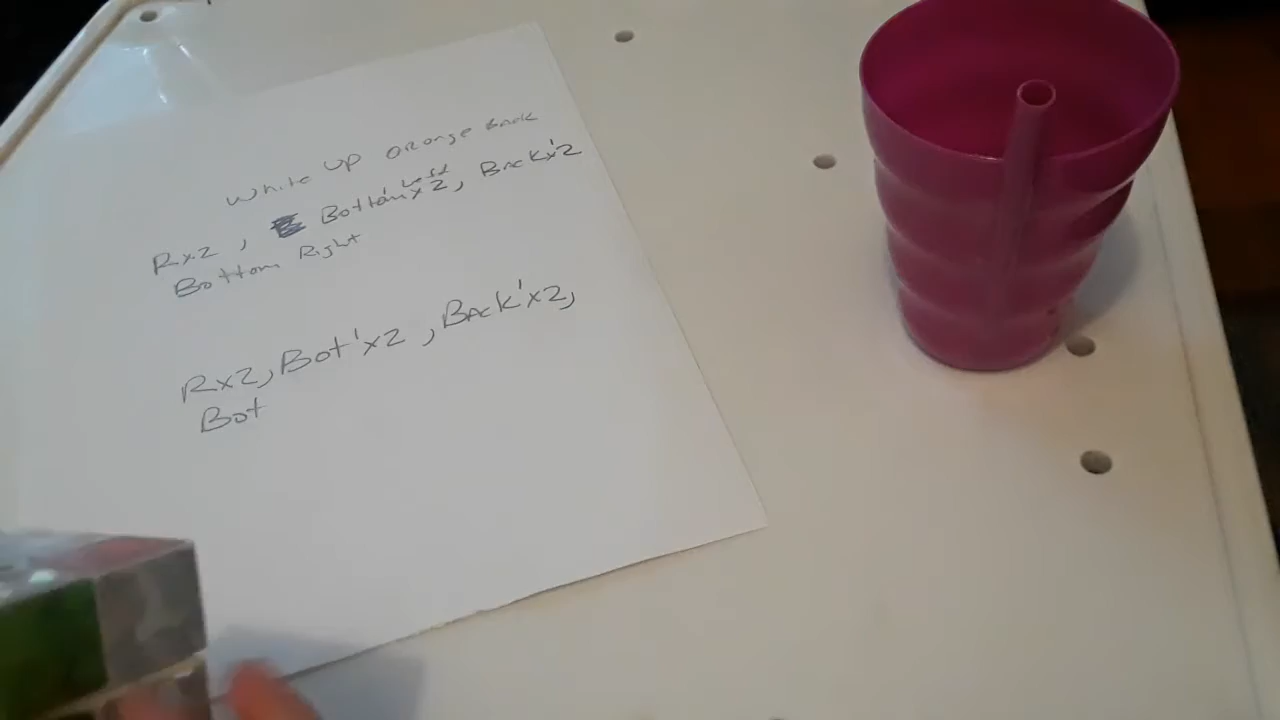 White up orange Back
Left
Rx2, Bottom'x2, Back'x2
Bottom Right
Rx2, Bot'x2, Back'x2,
Bot